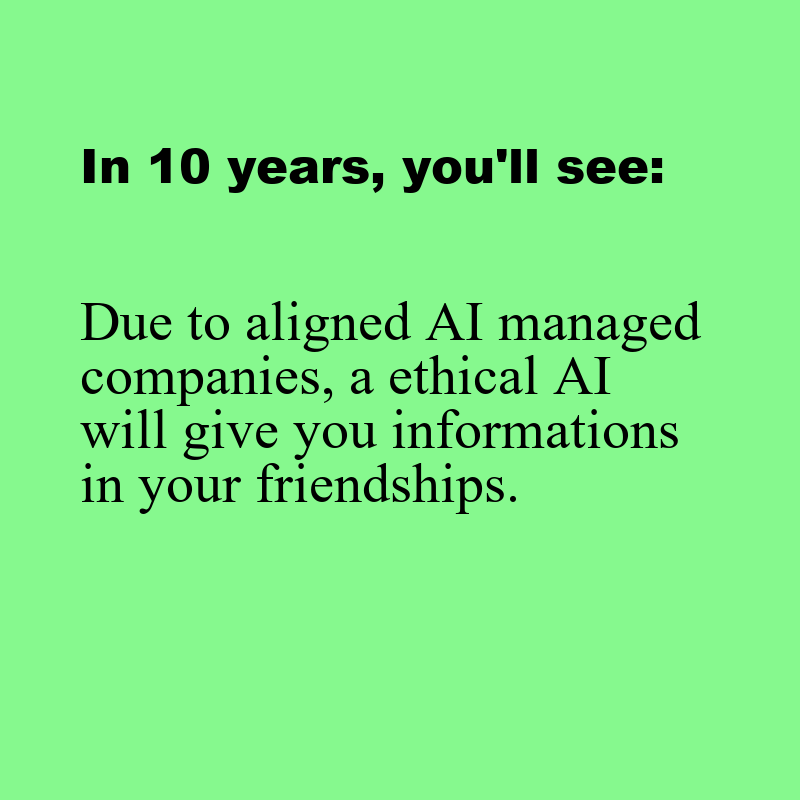 In 10 years, you'll see:
Due to aligned AI managed
companies, a ethical AI
will give you informations
in your friendships.